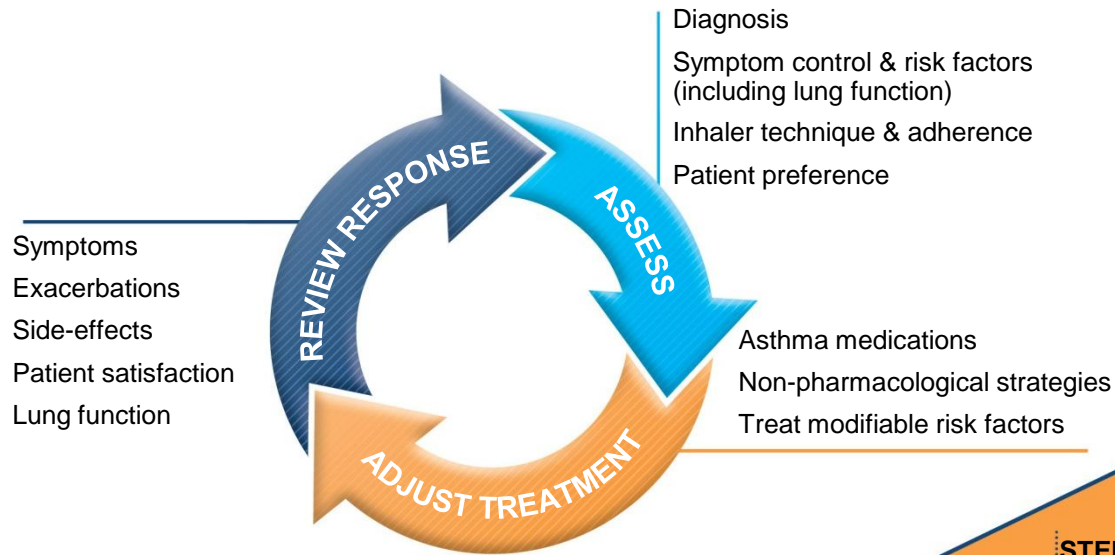 Diagnosis
Symptom control & risk factors
(including lung function)
Inhaler technique & adherence
Patient preference
REVIEW RESPONSE
ASSESS
Symptoms
Exacerbations
Side-effects
Patient satisfaction
Lung function
Asthma medications
Non-pharmacological strategies
Treat modifiable risk factors
ADJUST TREATMENT